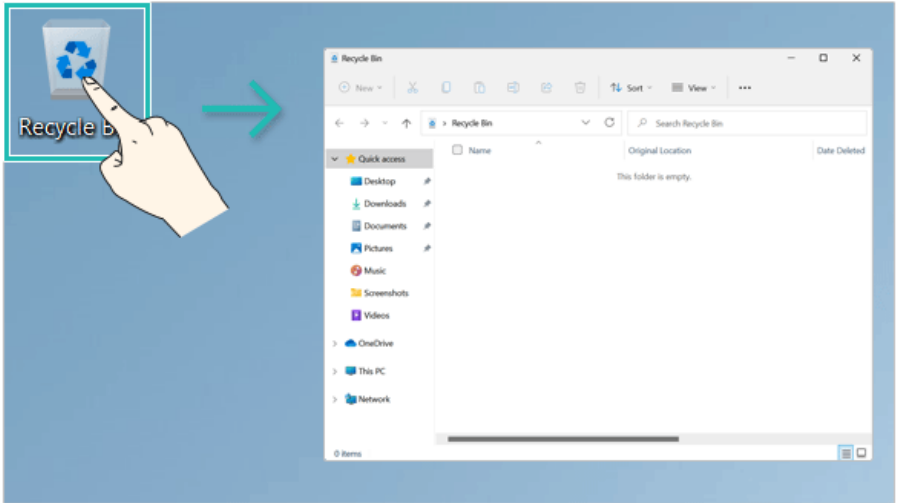 Recycle B
Recycle Bin
New
Sort
View
Recycle Bin
Search Recycle Bin
Name
Original Location
Date Deleted
This folder is empty.
Quick access
Desktop
Downloads
Documents
Pictures
Music
Screenshots
Videos
OneDrive
This PC
Network
0 items